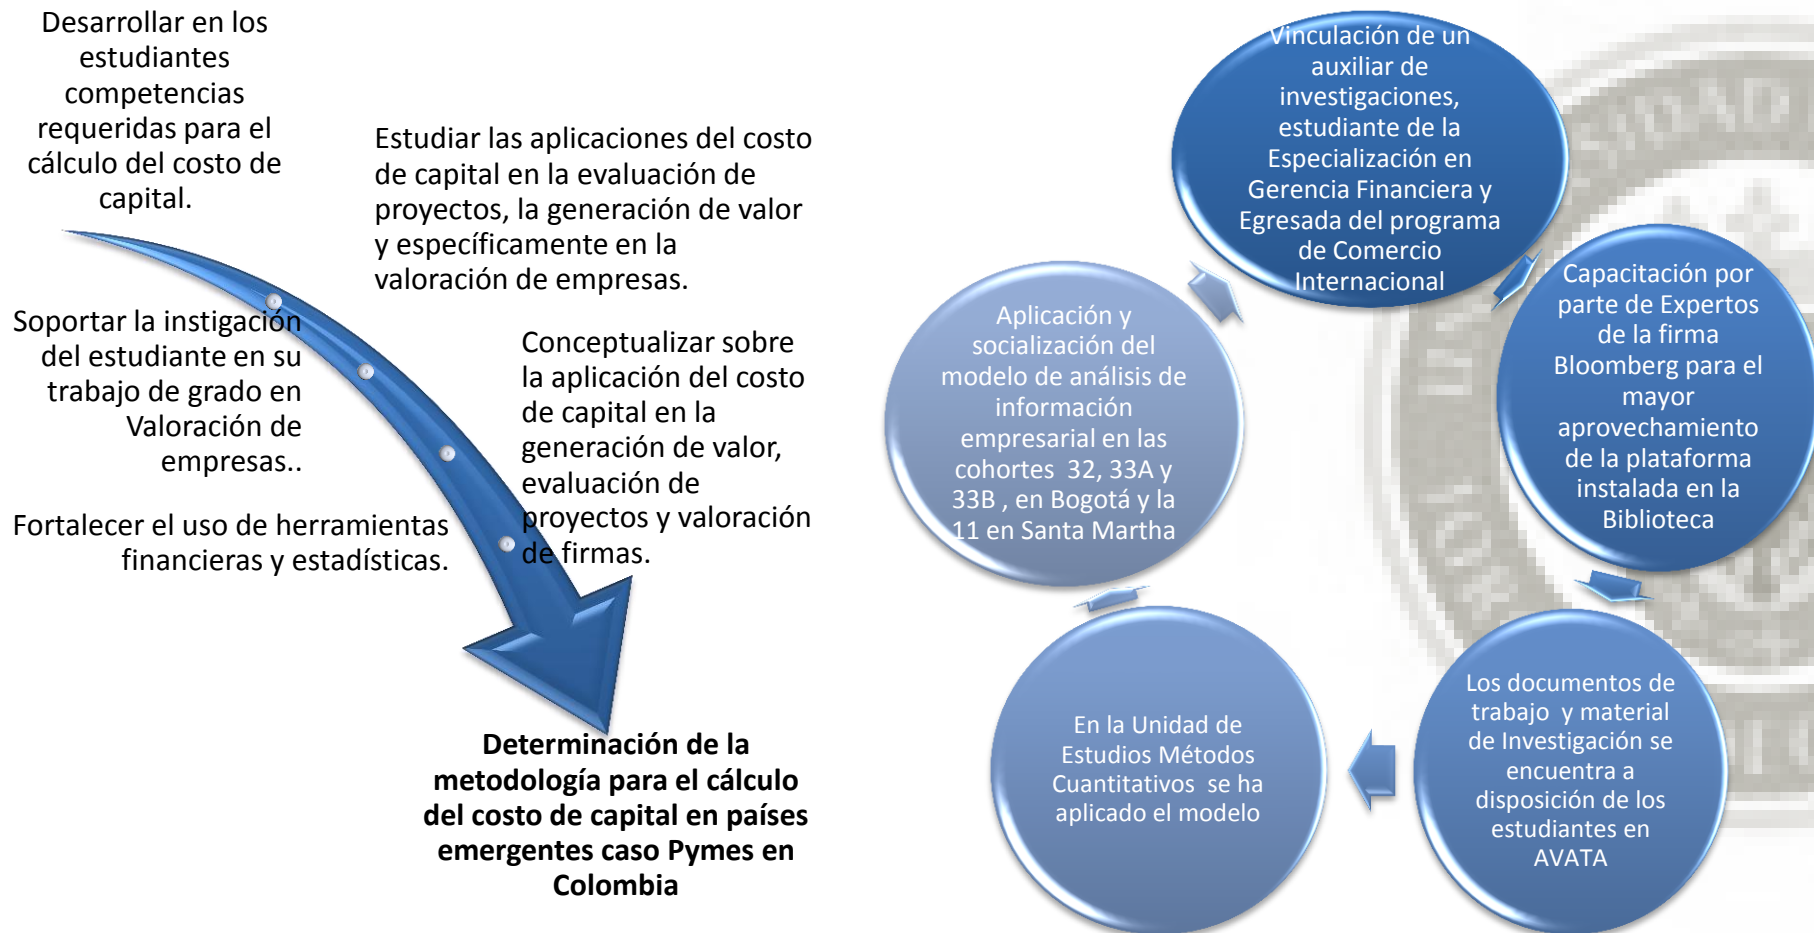 Desarrollar en los
estudiantes
competencias
requeridas para el
cálculo del costo de
capital.
Estudiar las aplicaciones del costo
de capital en la evaluación de
proyectos, la generación de valor
y específicamente en la
valoración de empresas.
Soportar la instigación
del estudiante en su
trabajo de grado en
Valoración de
empresas..
Conceptualizar sobre
la aplicación del costo
de capital en la
generación de valor,
evaluación de
proyectos y valoración
de firmas.
Fortalecer el uso de herramientas
financieras y estadísticas.
Determinación de la
metodología para el cálculo
del costo de capital en países
emergentes caso Pymes en
Colombia
Vinculación de un
auxiliar de
investigaciones,
estudiante de la
Especialización en
Gerencia Financiera y
Egresada del programa
de Comercio
Internacional
Capacitación por
parte de Expertos
de la firma
Bloomberg para el
mayor
aprovechamiento
de la plataforma
instalada en la
Biblioteca
Los documentos de
trabajo y material
de Investigación se
encuentra a
disposición de los
estudiantes en
AVATA
En la Unidad de
Estudios Métodos
Cuantitativos se ha
aplicado el modelo
Aplicación y
socialización del
modelo de análisis de
información
empresarial en las
cohortes 32, 33A y
33B , en Bogotá y la
11 en Santa Martha